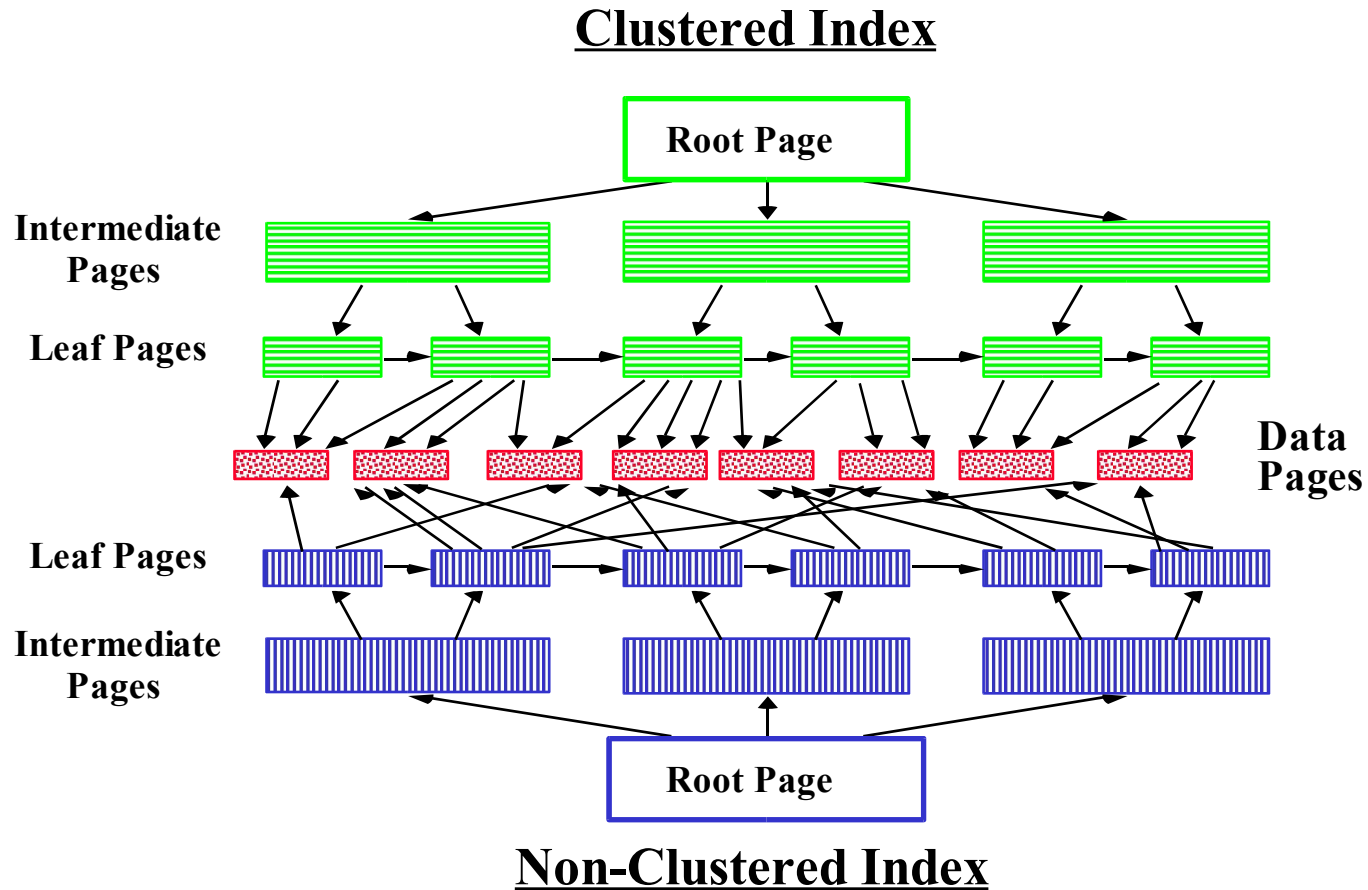 Clustered Index
Root Page
Intermediate
Pages
Leaf Pages
Data
Pages
Leaf Pages
Intermediate
Pages
Root Page
Non-Clustered Index